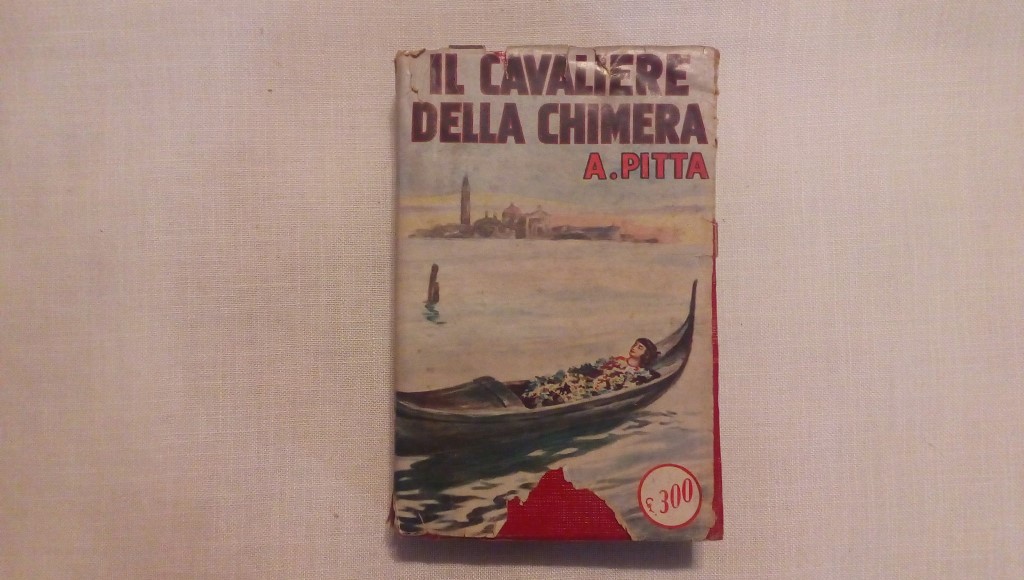 IL CAVALIERE
DELLA CHIMERA
A. PITTA
£. 300